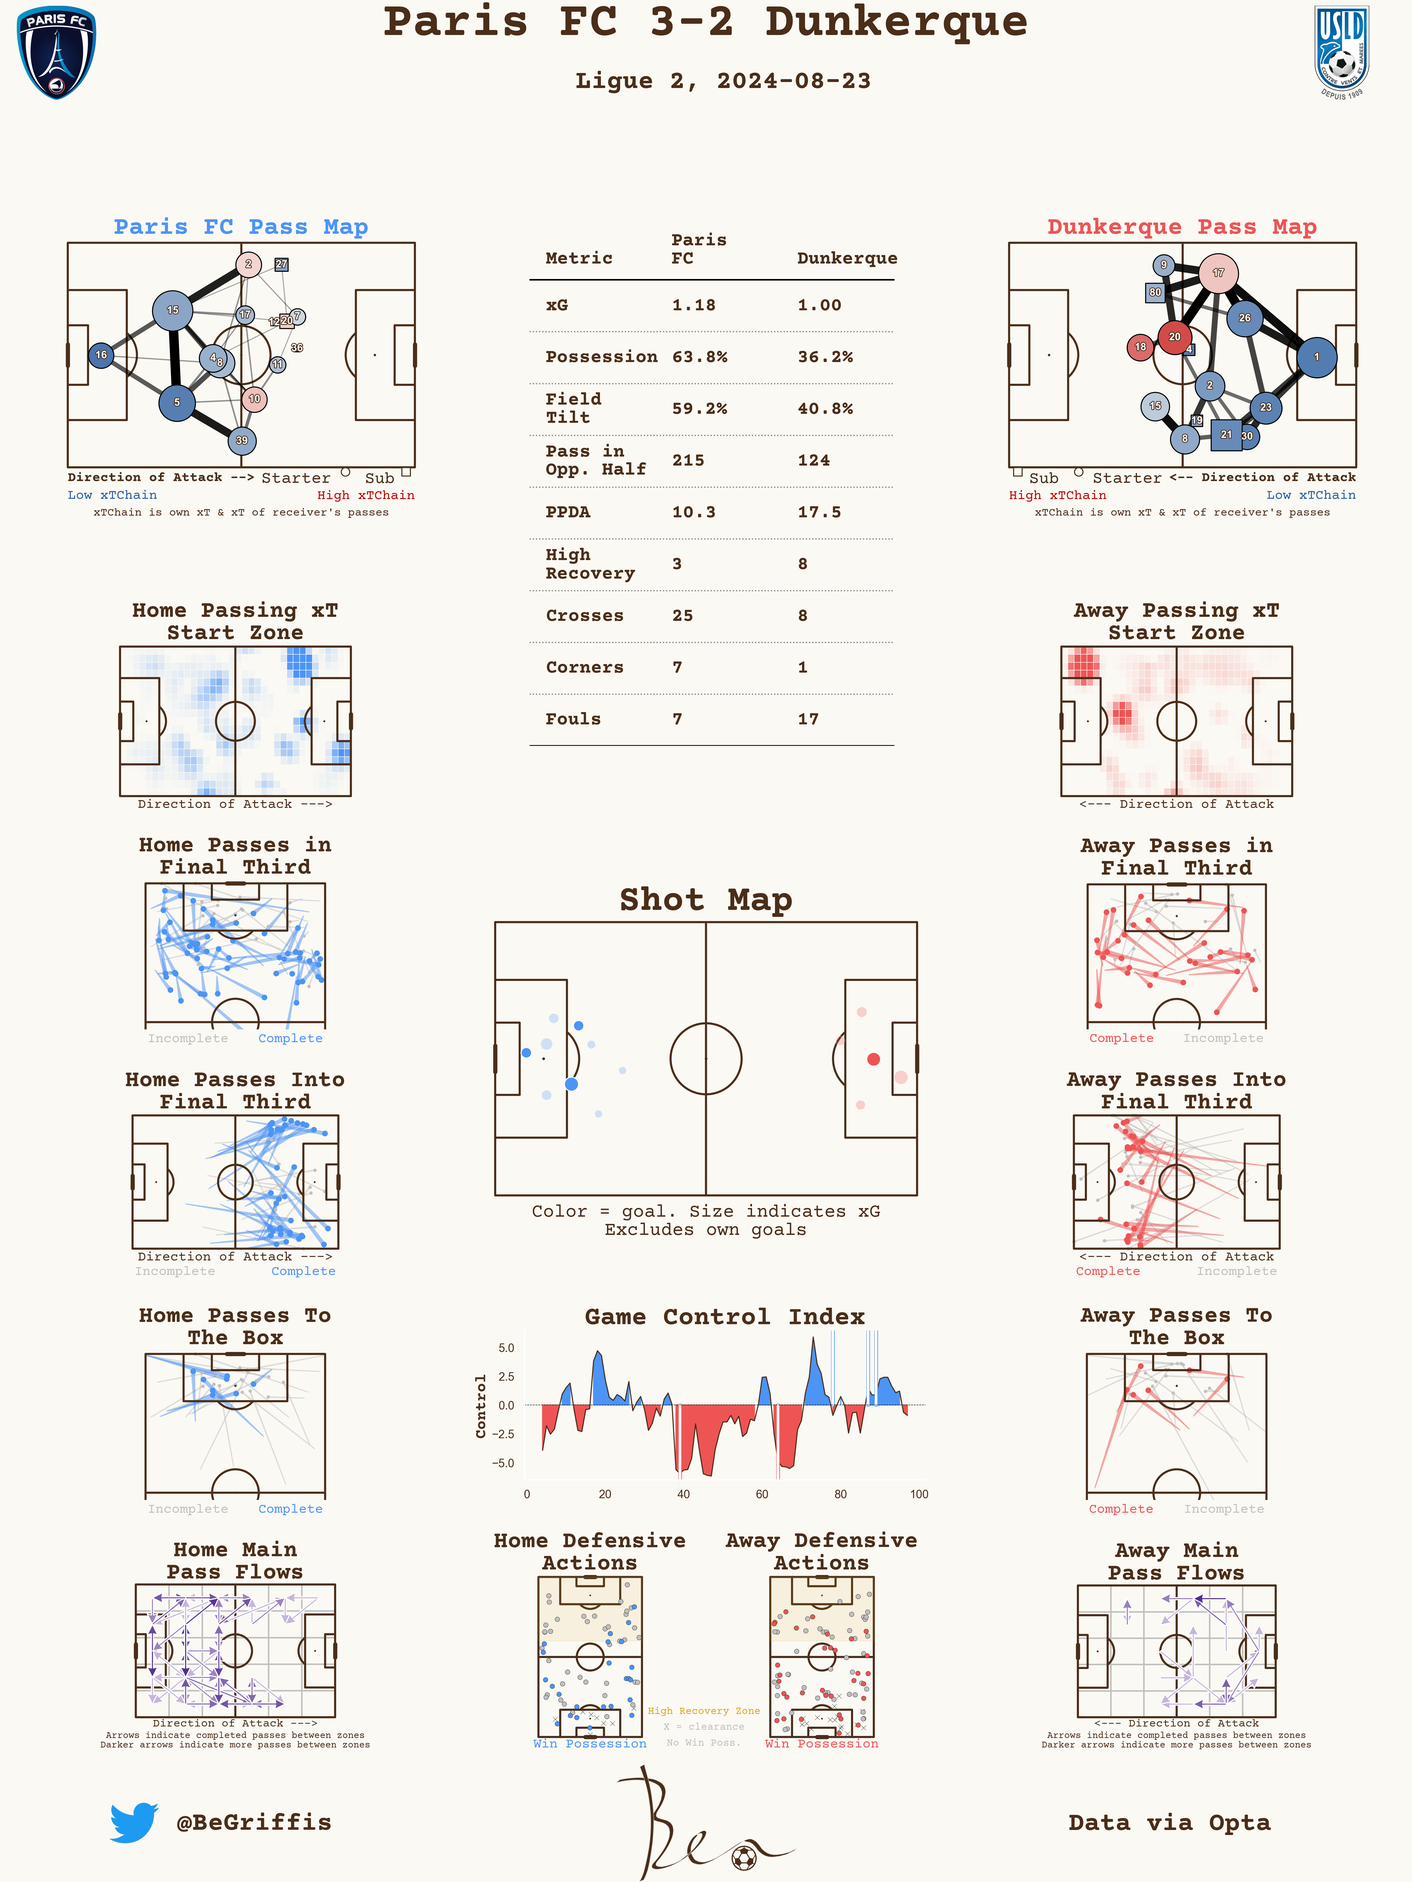 Paris FC 3-2 Dunkerque
Ligue 2, 2024-08-23
PARIS FC
USLD
CONTRE VENTS ET MAREES
DEPUIS 1909
Paris FC Pass Map
2
27
15
17
12
20
7
16
4
8
36
11
5
10
39
Direction of Attack --> Starter Sub
Low xTChain High xTChain
xTChain is own xT & xT of receiver's passes
Metric Paris FC Dunkerque
xG 1.18 1.00
Possession 63.8% 36.2%
Field Tilt 59.2% 40.8%
Pass in Opp. Half 215 124
PPDA 10.3 17.5
High Recovery 3 8
Crosses 25 8
Corners 7 1
Fouls 7 17
Dunkerque Pass Map
9
17
80
26
20
18
4
1
2
15
23
19
8
21
30
Sub Starter <-- Direction of Attack
High xTChain Low xTChain
xTChain is own xT & xT of receiver's passes
Home Passing xT
Start Zone
Direction of Attack --->
Away Passing xT
Start Zone
<--- Direction of Attack
Home Passes in
Final Third
Incomplete Complete
Away Passes in
Final Third
Complete Incomplete
Shot Map
Color = goal. Size indicates xG
Excludes own goals
Home Passes Into
Final Third
Direction of Attack --->
Incomplete Complete
Away Passes Into
Final Third
<--- Direction of Attack
Complete Incomplete
Home Passes To
The Box
Incomplete Complete
Game Control Index
Control
5.0
2.5
0.0
−2.5
−5.0
0 20 40 60 80 100
Away Passes To
The Box
Complete Incomplete
Home Main
Pass Flows
Direction of Attack --->
Arrows indicate completed passes between zones
Darker arrows indicate more passes between zones
Home Defensive
Actions
Win Possession
High Recovery Zone
X = clearance
No Win Poss.
Away Defensive
Actions
Win Possession
Away Main
Pass Flows
<--- Direction of Attack
Arrows indicate completed passes between zones
Darker arrows indicate more passes between zones
@BeGriffis
Ben
Data via Opta